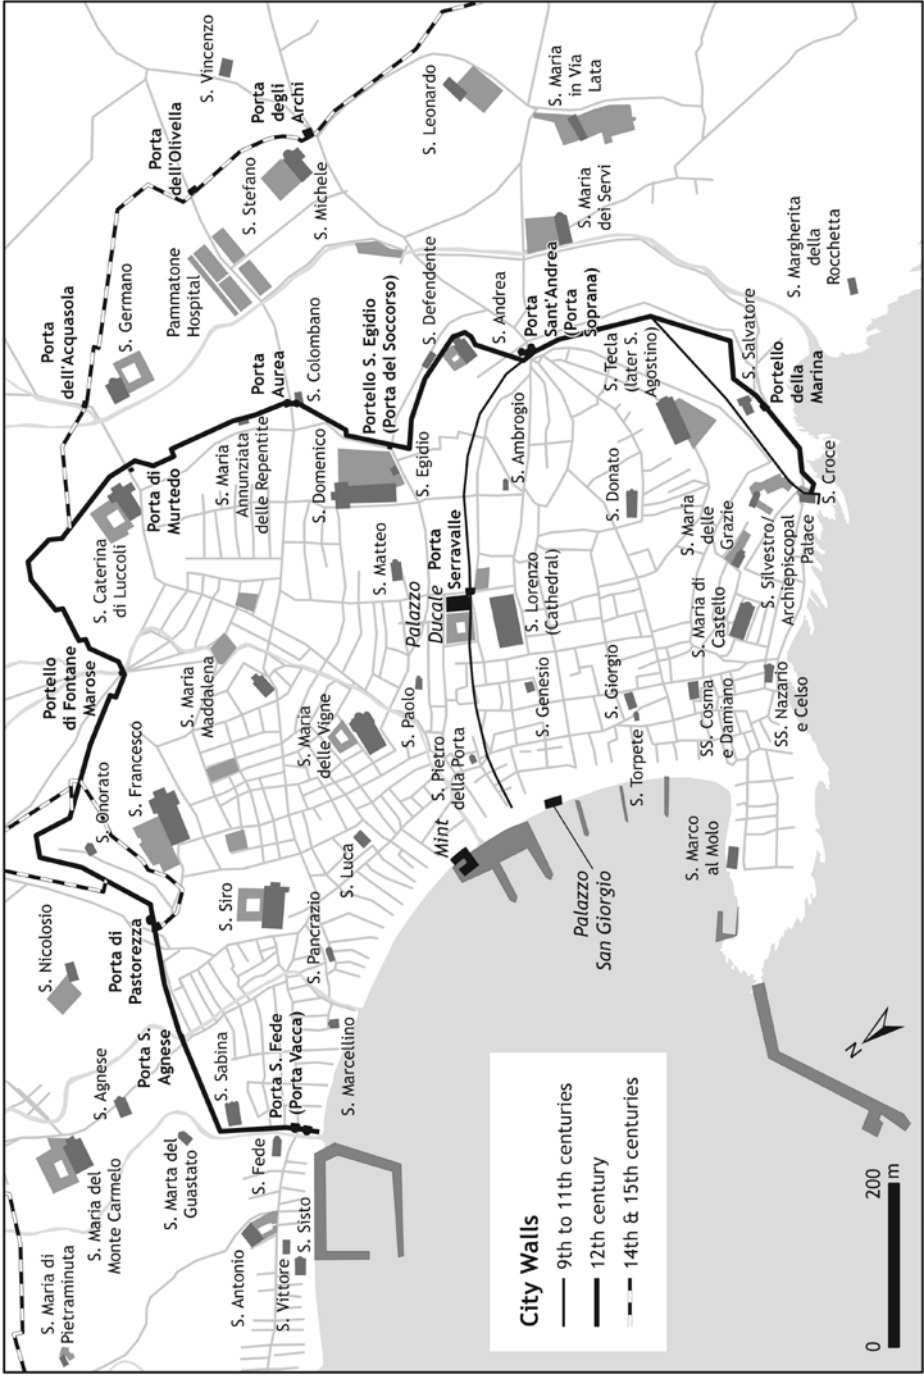 S. Vincenzo
Porta
degli
Archi
S. Leonardo
S. Maria
in Via
Lata
Porta
dell'Olivella
S. Stefano
S. Michele
S. Maria
dei Servi
Porta
dell'Acquasola
S. Germano
Pammatone
Hospital
S. Defendente
S. Andrea
Porta
Sant'Andrea
(Porta
Soprana)
S. Margherita
della
Rocchetta
Porta
Aurea
S. Colombano
Portello S. Egidio
(Porta del Soccorso)
S. Tecla
(later S.
Agostino)
S. Salvatore
Portello
della
Marina
Porta di
Murtedo
S. Maria
Annunziata
delle Repentite
S. Domenico
S. Egidio
S. Ambrogio
S. Donato
S. Croce
S. Caterina
di Luccoli
S. Matteo
Palazzo
Ducale
Porta
Serravalle
S. Lorenzo
(Cathedral)
S. Maria
delle
Grazie
S. Silvestro/
Archiepiscopal
Palace
S. Maria di
Castello
Portello
di Fontane
Marose
S. Maria
Maddalena
S. Maria
delle Vigne
S. Paolo
S. Genesio
S. Giorgio
SS. Cosma
e Damiano
SS. Nazario
e Celso
S. Onorato
S. Francesco
S. Pietro
della Porta
S. Torpete
Mint
S. Luca
S. Siro
S. Marco
al Molo
Palazzo
San Giorgio
S. Nicolosio
Porta di
Pastorezza
S. Pancrazio
Porta S.
Agnese
S. Sabina
Porta S. Fede
(Porta Vacca)
S. Marcellino
S. Agnese
S. Maria del
Monte Carmelo
S. Marta del
Guastato
S. Fede
S. Sisto
S. Maria di
Pietraminuta
S. Antonio
S. Vittore
N
City Walls
9th to 11th centuries
12th century
14th & 15th centuries
0 200
m